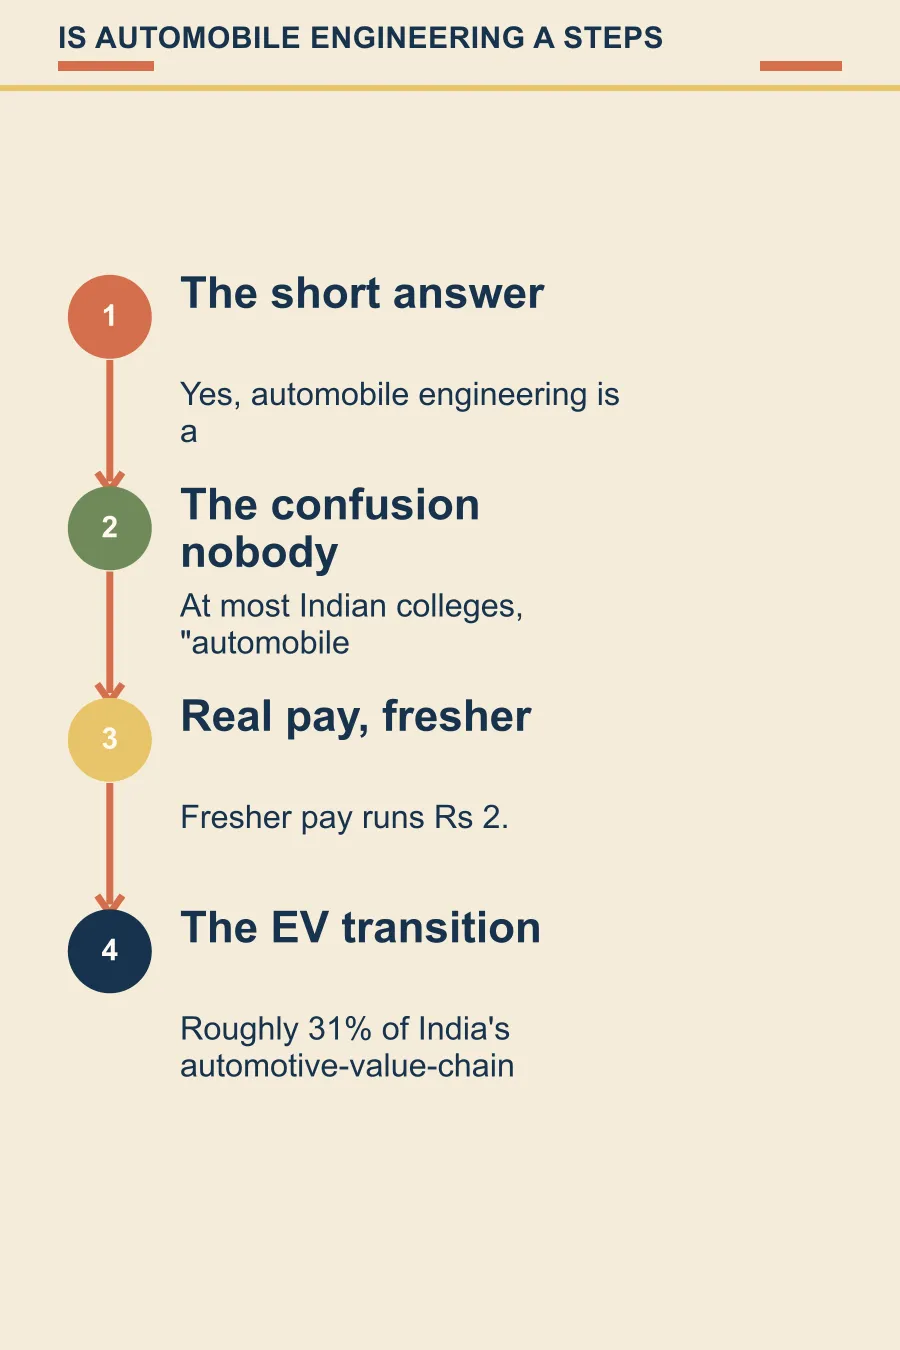 IS AUTOMOBILE ENGINEERING A STEPS
1
The short answer
Yes, automobile engineering is
a
2
The confusion
nobody
At most Indian colleges,
"automobile
3
Real pay, fresher
Fresher pay runs Rs 2.
4
The EV transition
Roughly 31% of India's
automotive-value-chain